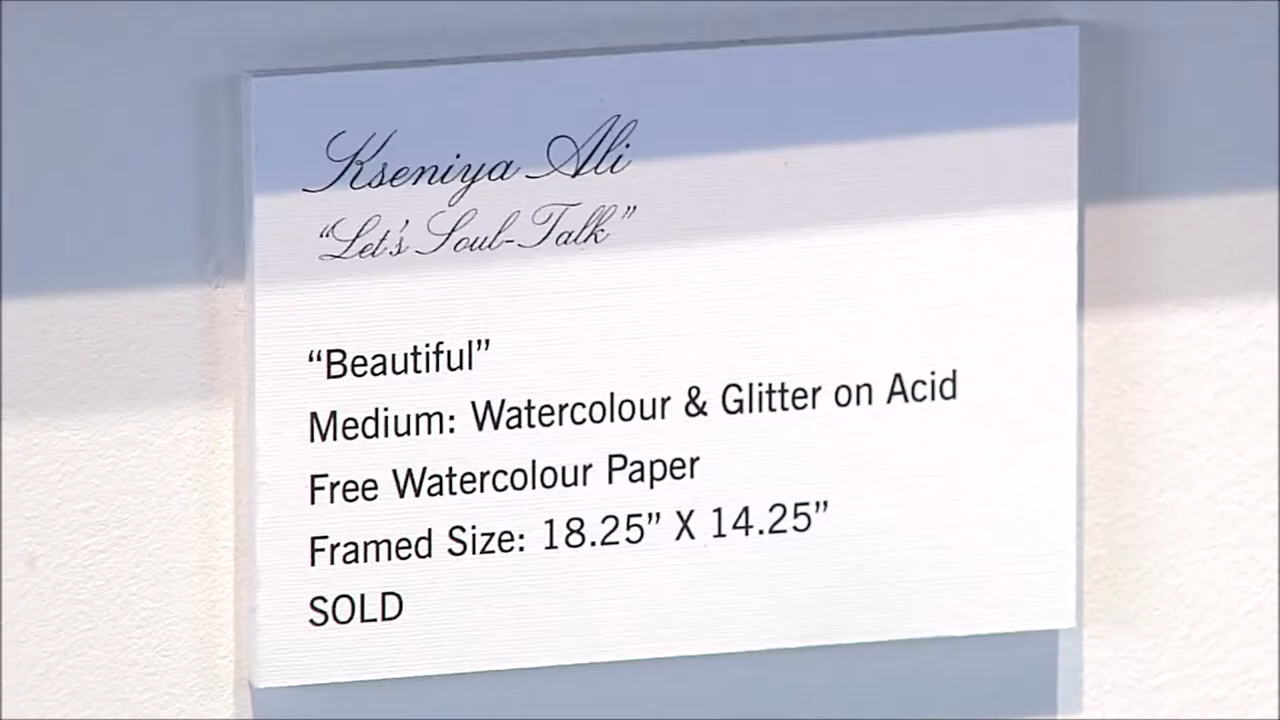 Kseniya Ali
“Let's Soul-Talk”
“Beautiful”
Medium: Watercolour & Glitter on Acid
Free Watercolour Paper
Framed Size: 18.25” X 14.25”
SOLD